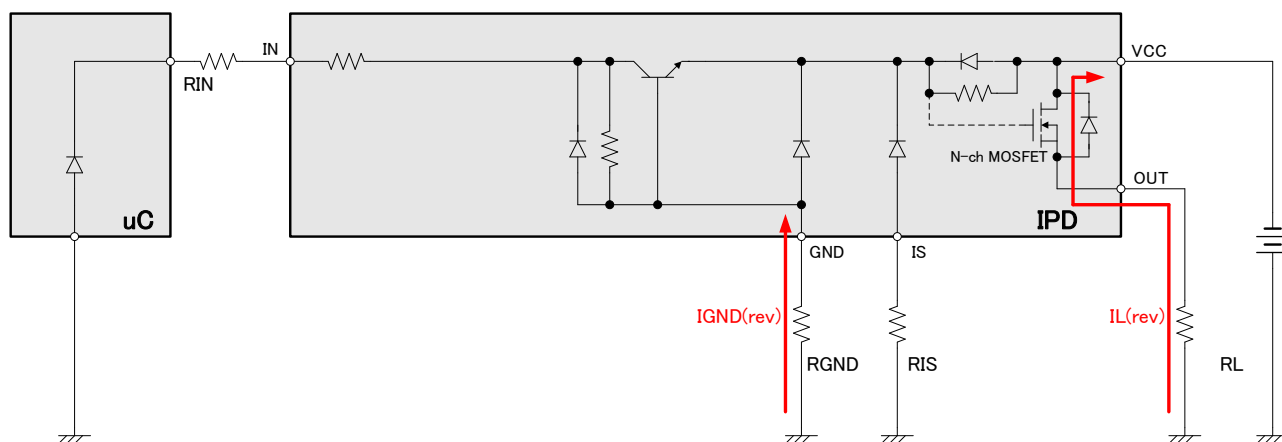 IN
VCC
RIN
N-ch MOSFET
OUT
uC
IPD
GND
IS
IGND(rev)
IL(rev)
RGND
RIS
RL